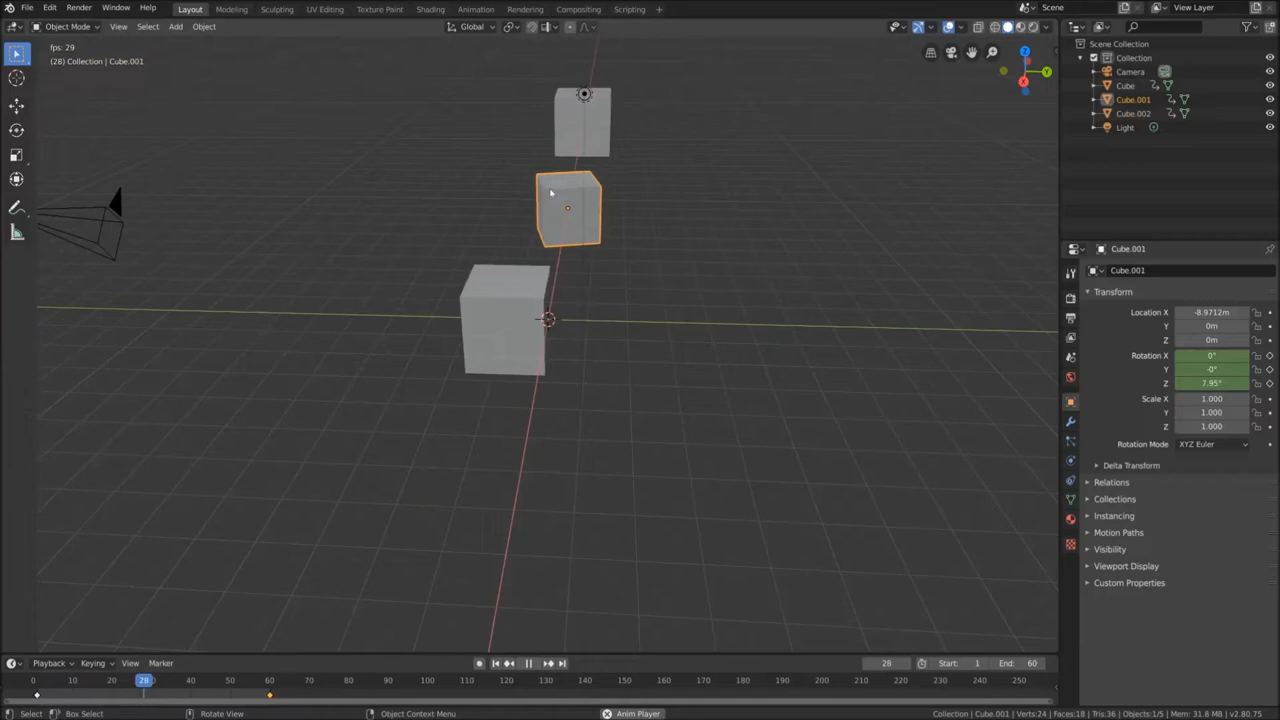 File Edit Render Window Help Layout Modeling Sculpting UV Editing Texture Paint Shading Animation Rendering Compositing Scripting + Scene View Layer
Object Mode View Select Add Object Global
fps: 29
(28) Collection | Cube.001
Z
Y
X
Scene Collection
Collection
Camera
Cube
Cube.001
Cube.002
Light
Cube.001
Cube.001
Transform
Location X -8.9712m
Y 0m
Z 0m
Rotation X 0°
Y -0°
Z 7.95°
Scale X 1.000
Y 1.000
Z 1.000
Rotation Mode XYZ Euler
Delta Transform
Relations
Collections
Instancing
Motion Paths
Visibility
Viewport Display
Custom Properties
Playback Keying View Marker 28 Start: 1 End: 60
0 10 20 28 40 50 60 70 80 90 100 110 120 130 140 150 160 170 180 190 200 210 220 230 240 250
Select Box Select Rotate View Object Context Menu Anim Player Collection | Cube.001 | Verts:24 | Faces:18 | Tris:36 | Objects:1/5 | Mem: 31.8 MB | v2.80.75